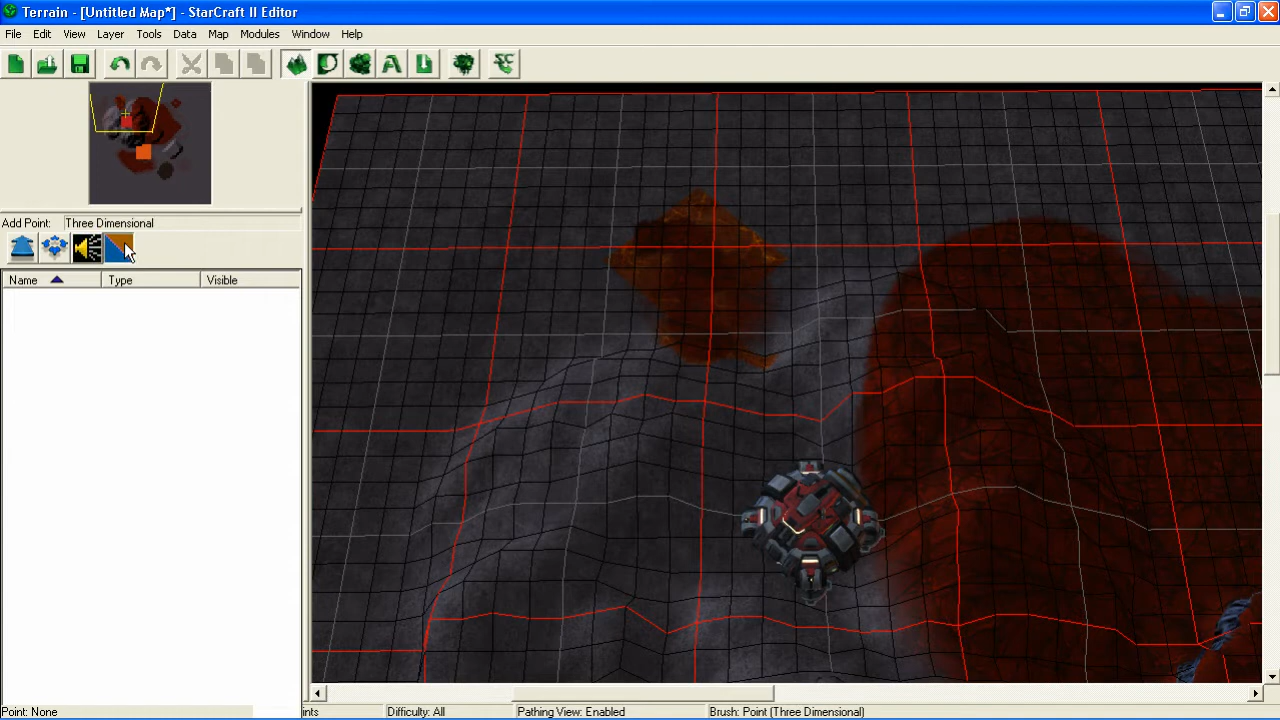 Terrain - [Untitled Map*] - StarCraft II Editor
File Edit View Layer Tools Data Map Modules Window Help
Add Point: Three Dimensional
Name Type Visible
Point: None
Difficulty: All Pathing View: Enabled Brush: Point (Three Dimensional)